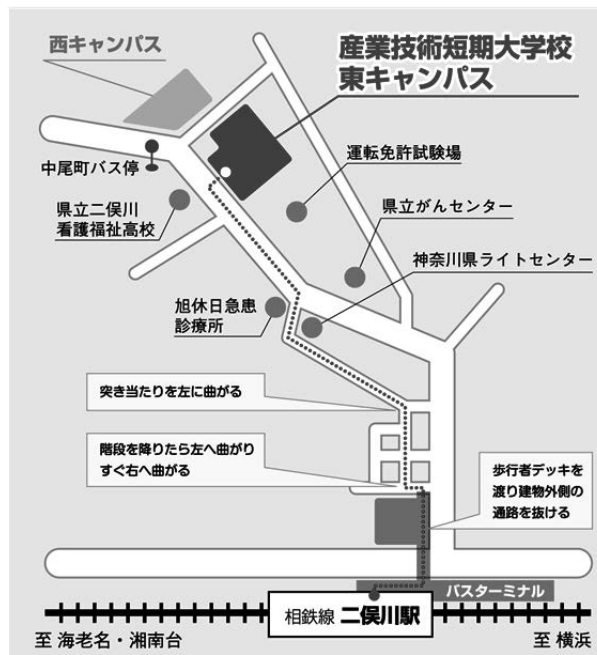 西キャンパス
産業技術短期大学校
東キャンパス
中尾町バス停
運転免許試験場
県立二俣川
看護福祉高校
県立がんセンター
神奈川県ライトセンター
旭休日急患
診療所
突き当たりを左に曲がる
階段を降りたら左へ曲がり
すぐ右へ曲がる
歩行者デッキを
渡り建物外側の
通路を抜ける
バスターミナル
相鉄線 二俣川駅
至 海老名・湘南台
至 横浜